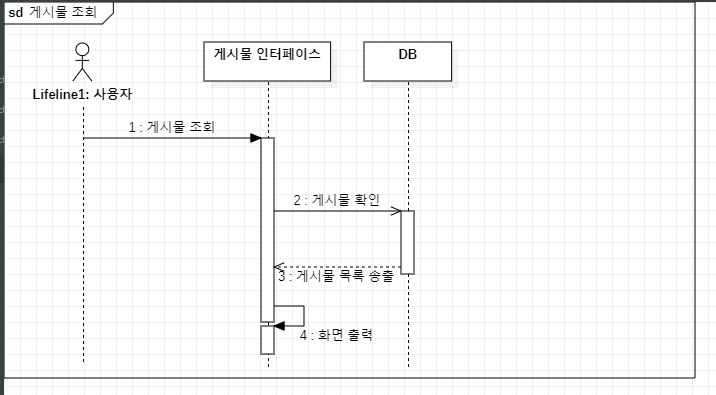 sd 게시물 조회
게시물 인터페이스
DB
Lifeline1: 사용자
1 : 게시물 조회
2 : 게시물 확인
3 : 게시물 목록 송출
4 : 화면 출력